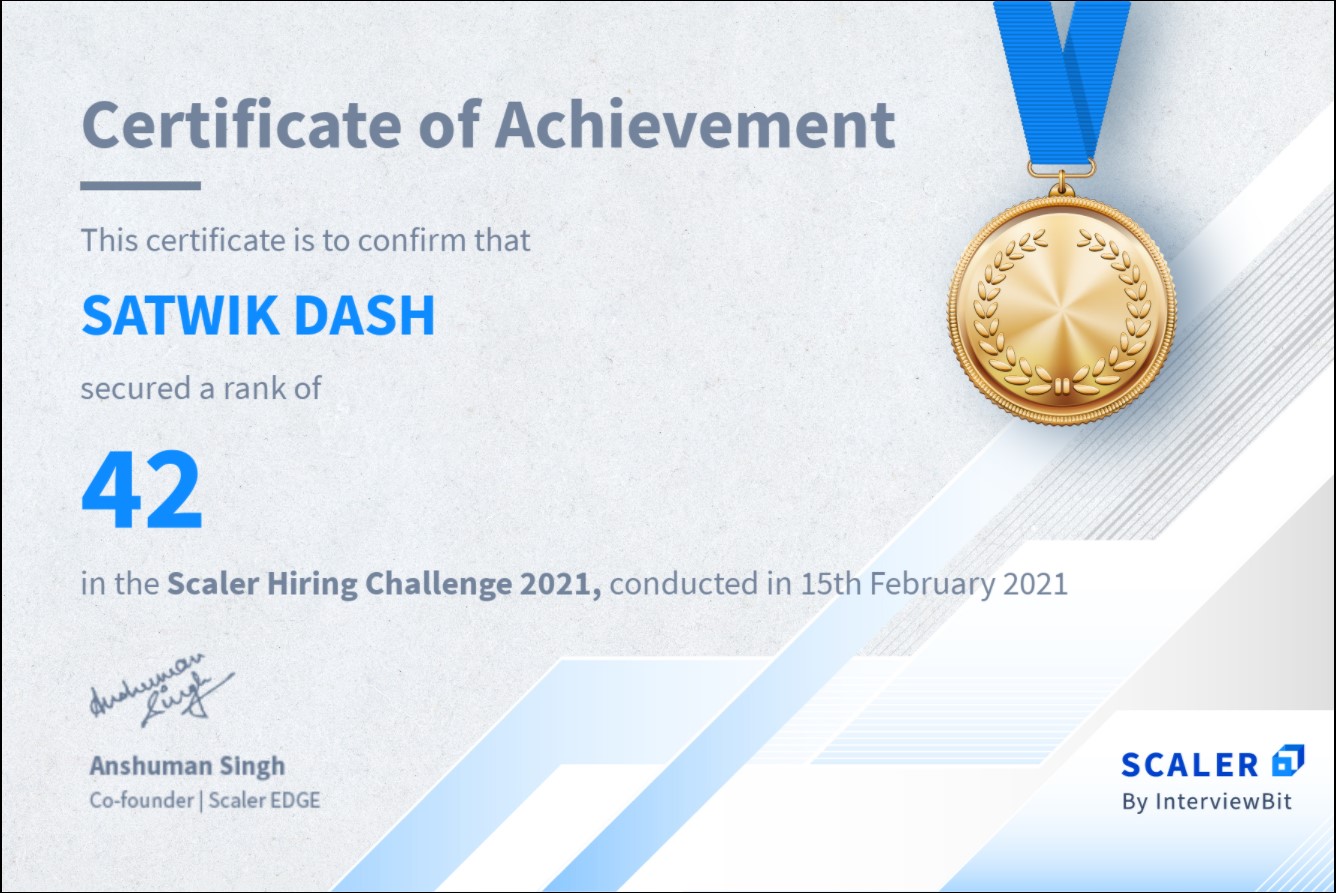 Certificate of Achievement
This certificate is to confirm that
SATWIK DASH
secured a rank of
42
in the Scaler Hiring Challenge 2021, conducted in 15th February 2021
Anshuman
Singh
Anshuman Singh
Co-founder | Scaler EDGE
SCALER
By InterviewBit